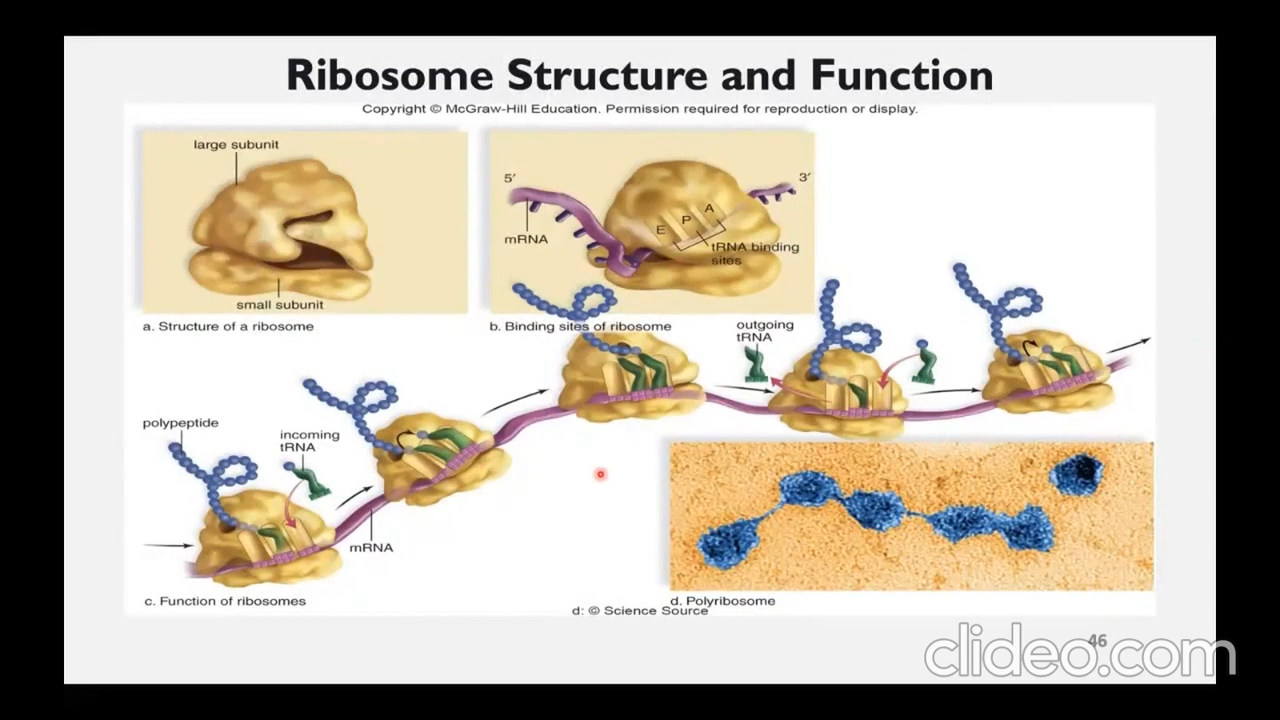 Ribosome Structure and Function
Copyright © McGraw-Hill Education. Permission required for reproduction or display.
large subunit
small subunit
a. Structure of a ribosome
5′
3′
mRNA
E
P
A
tRNA binding
sites
b. Binding sites of ribosome
outgoing
tRNA
polypeptide
incoming
tRNA
mRNA
c. Function of ribosomes
d. Polyribosome
d: © Science Source
46
clideo.com